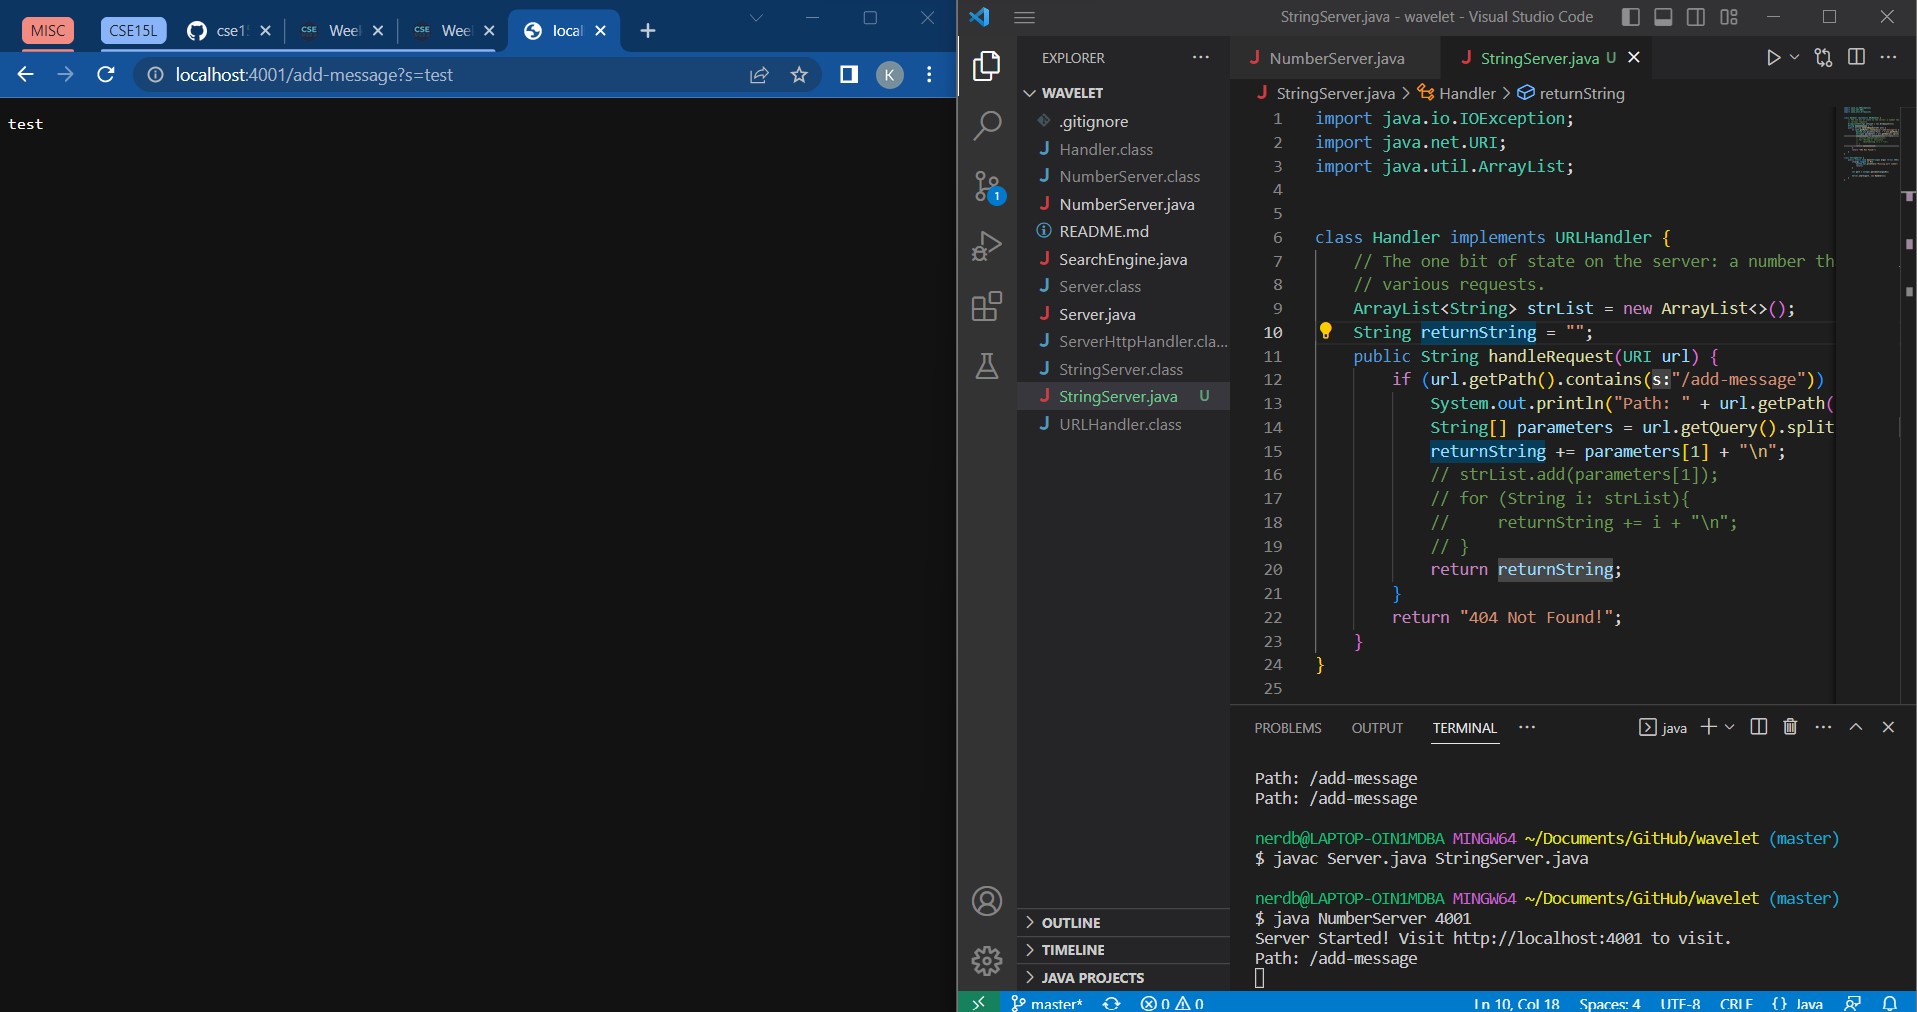 MISC
CSE15L
cse1
CSE
Weel
CSE
Weel
local
localhost:4001/add-message?s=test
K
test
StringServer.java - wavelet - Visual Studio Code
EXPLORER
WAVELET
.gitignore
Handler.class
NumberServer.class
NumberServer.java
README.md
SearchEngine.java
Server.class
Server.java
ServerHttpHandler.cla...
StringServer.class
StringServer.java U
URLHandler.class
OUTLINE
TIMELINE
JAVA PROJECTS
1
NumberServer.java
StringServer.java U
StringServer.java > Handler > returnString
1 import java.io.IOException;
2 import java.net.URI;
3 import java.util.ArrayList;
4
5
6 class Handler implements URLHandler {
7 // The one bit of state on the server: a number th
8 // various requests.
9 ArrayList<String> strList = new ArrayList<>();
10 String returnString = "";
11 public String handleRequest(URI url) {
12 if (url.getPath().contains(s:"/add-message"))
13 System.out.println("Path: " + url.getPath(
14 String[] parameters = url.getQuery().split
15 returnString += parameters[1] + "\n";
16 // strList.add(parameters[1]);
17 // for (String i: strList){
18 //     returnString += i + "\n";
19 // }
20 return returnString;
21 }
22 return "404 Not Found!";
23 }
24 }
25
PROBLEMS OUTPUT TERMINAL
java
Path: /add-message
Path: /add-message
nerdb@LAPTOP-OIN1MDBA MINGW64 ~/Documents/GitHub/wavelet (master)
$ javac Server.java StringServer.java
nerdb@LAPTOP-OIN1MDBA MINGW64 ~/Documents/GitHub/wavelet (master)
$ java NumberServer 4001
Server Started! Visit http://localhost:4001 to visit.
Path: /add-message
master* 0 0 Ln 10, Col 18 Spaces: 4 UTF-8 CRLF {} Java